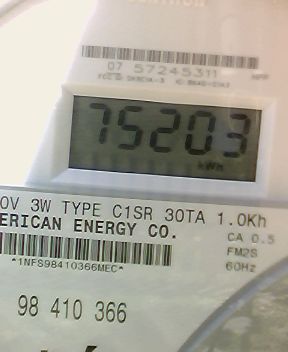 07 57245311
75203
kWh
0V 3W TYPE C1SR 30TA 1.0Kh
ERICAN ENERGY CO.
CA 0.5
FM2S
*1NFS98410366MEC*
60Hz
98 410 366